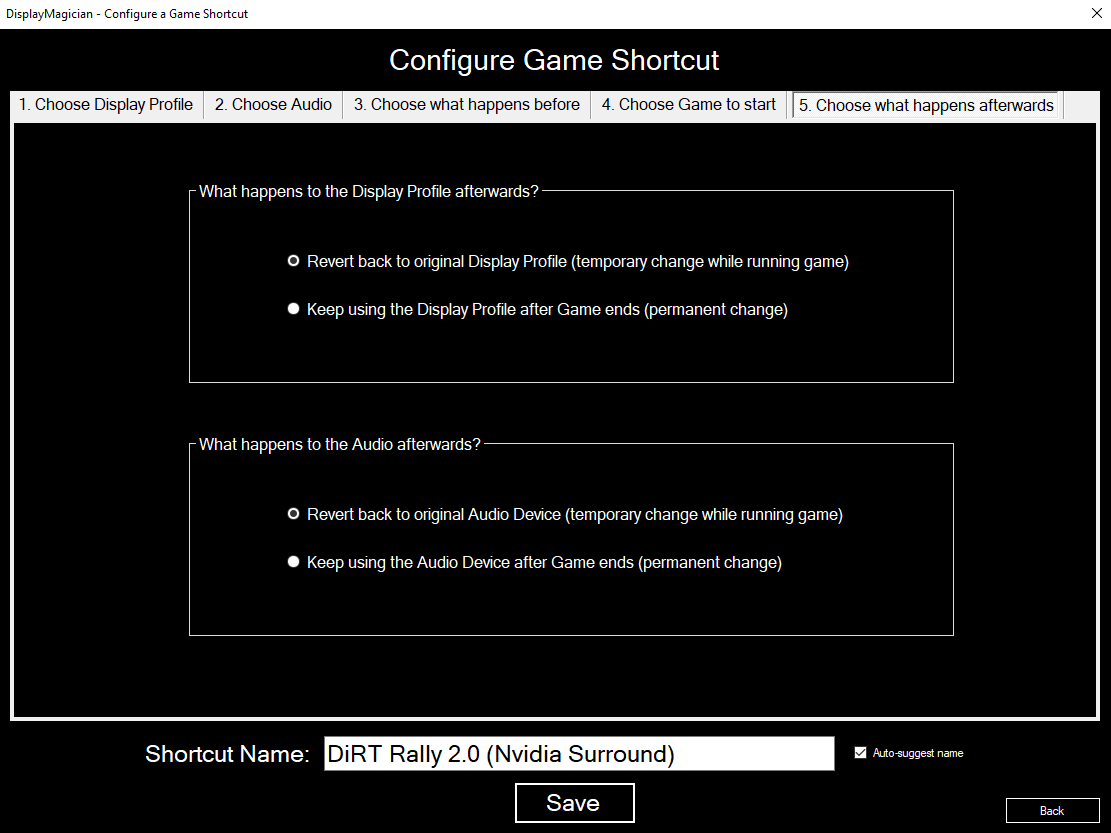 DisplayMagician - Configure a Game Shortcut
Configure Game Shortcut
1. Choose Display Profile
2. Choose Audio
3. Choose what happens before
4. Choose Game to start
5. Choose what happens afterwards
What happens to the Display Profile afterwards?
Revert back to original Display Profile (temporary change while running game)
Keep using the Display Profile after Game ends (permanent change)
What happens to the Audio afterwards?
Revert back to original Audio Device (temporary change while running game)
Keep using the Audio Device after Game ends (permanent change)
Shortcut Name: DiRT Rally 2.0 (Nvidia Surround)
Auto-suggest name
Save
Back